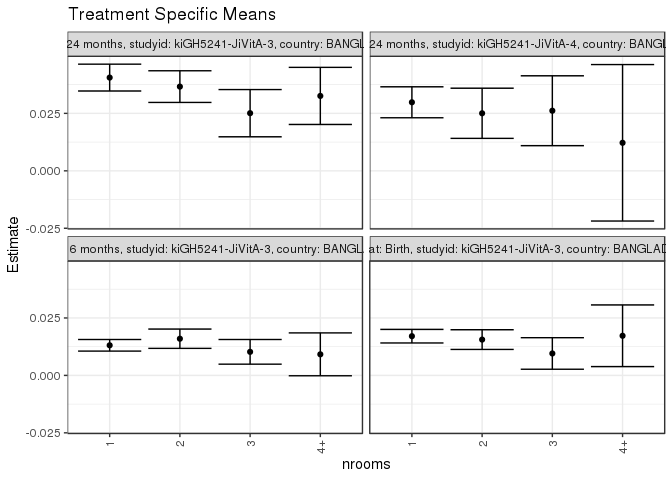 Treatment Specific Means
24 months, studyid: kiGH5241-JiVitA-3, country: BANGL
24 months, studyid: kiGH5241-JiVitA-4, country: BANGL
0.025
0.000
-0.025
6 months, studyid: kiGH5241-JiVitA-3, country: BANGL
at: Birth, studyid: kiGH5241-JiVitA-3, country: BANGLAD
0.025
0.000
-0.025
Estimate
1 2 3 4+ 1 2 3 4+
nrooms